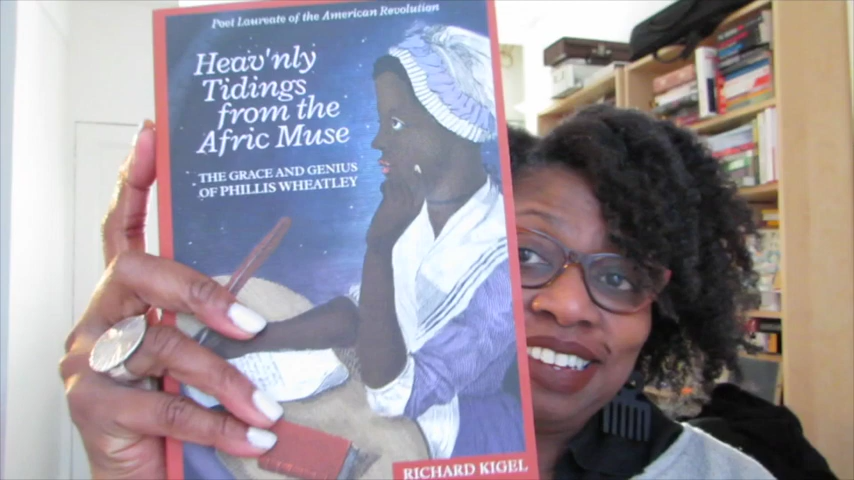 Poet Laureate of the American Revolution
Heav'nly
Tidings
from the
Afric Muse
THE GRACE AND GENIUS
OF PHILLIS WHEATLEY
RICHARD KIGEL